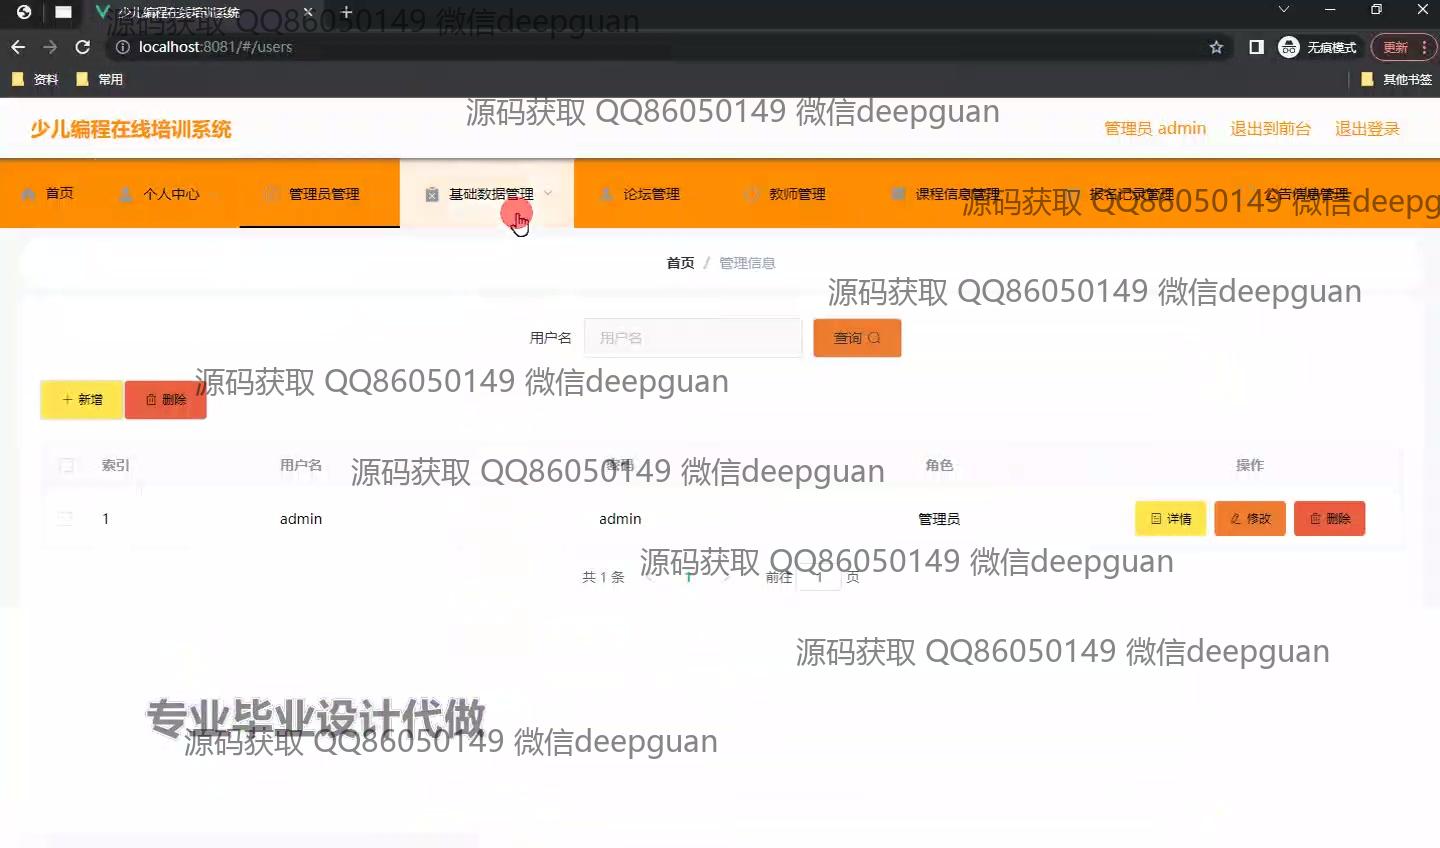 少儿编程在线培训系统
源码获取 QQ86050149 微信deepguan
localhost:8081/#/users
无痕模式
更新
资料
常用
其他书签
源码获取 QQ86050149 微信deepguan
少儿编程在线培训系统
管理员 admin
退出到前台
退出登录
首页
个人中心
管理员管理
基础数据管理
论坛管理
教师管理
课程信息管理
报名记录管理
公告信息管理
源码获取 QQ86050149 微信deepg
首页 / 管理信息
源码获取 QQ86050149 微信deepguan
用户名
用户名
查询
源码获取 QQ86050149 微信deepguan
新增
删除
索引
用户名
密码
角色
操作
源码获取 QQ86050149 微信deepguan
1
admin
admin
管理员
详情
修改
删除
源码获取 QQ86050149 微信deepguan
共 1 条
1
前往
1
页
源码获取 QQ86050149 微信deepguan
专业毕业设计代做
源码获取 QQ86050149 微信deepguan